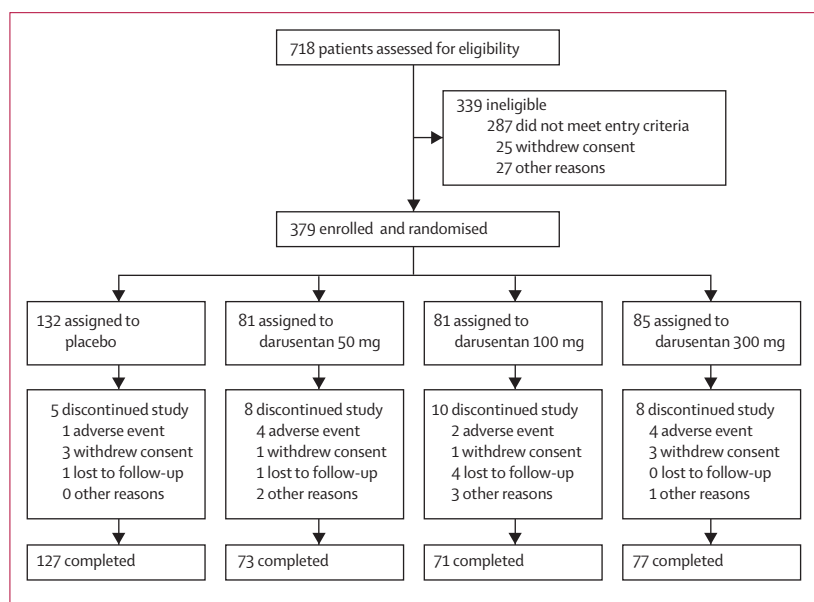 718 patients assessed for eligibility
339 ineligible
287 did not meet entry criteria
25 withdrew consent
27 other reasons
379 enrolled and randomised
132 assigned to
placebo
81 assigned to
darusentan 50 mg
81 assigned to
darusentan 100 mg
85 assigned to
darusentan 300 mg
5 discontinued study
1 adverse event
3 withdrew consent
1 lost to follow-up
0 other reasons
8 discontinued study
4 adverse event
1 withdrew consent
1 lost to follow-up
2 other reasons
10 discontinued study
2 adverse event
1 withdrew consent
4 lost to follow-up
3 other reasons
8 discontinued study
4 adverse event
3 withdrew consent
0 lost to follow-up
1 other reasons
127 completed
73 completed
71 completed
77 completed